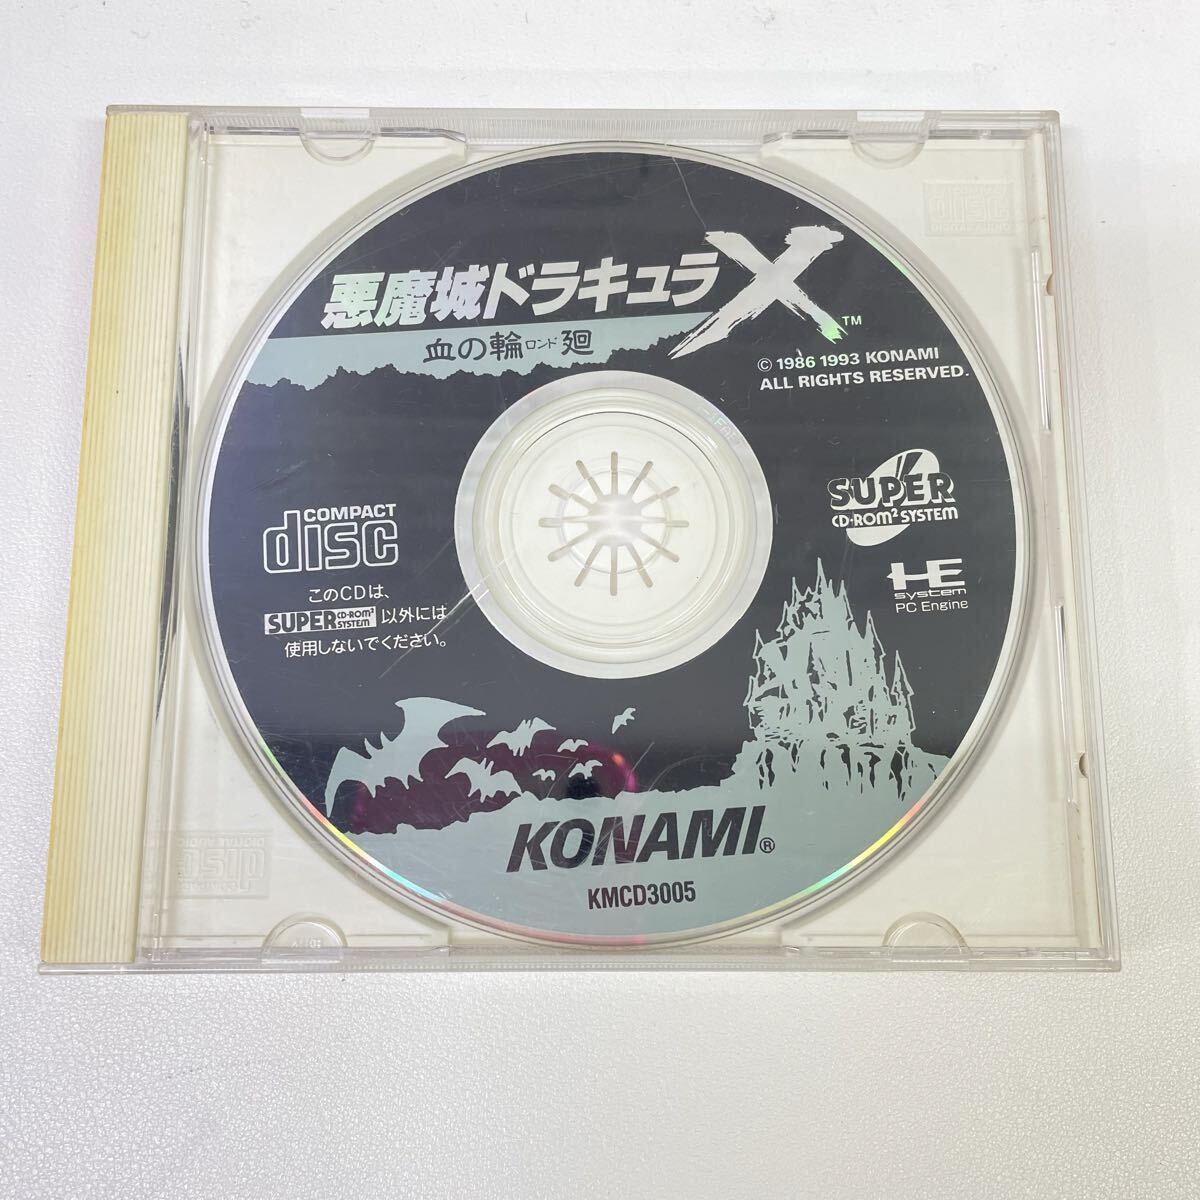 悪魔城ドラキュラX™
血の輪ロンド廻
© 1986 1993 KONAMI
ALL RIGHTS RESERVED.
COMPACT
disc
このCDは、
SUPER CD-ROM² SYSTEM 以外には
使用しないでください。
SUPER
CD-ROM² SYSTEM
HE
system
PC Engine
KONAMI®
KMCD3005